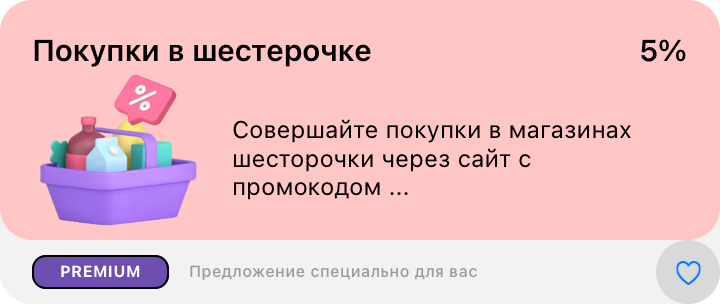 Покупки в шестерочке 5%
%
Совершайте покупки в магазинах
шесторочки через сайт с
промокодом ...
PREMIUM Предложение специально для вас